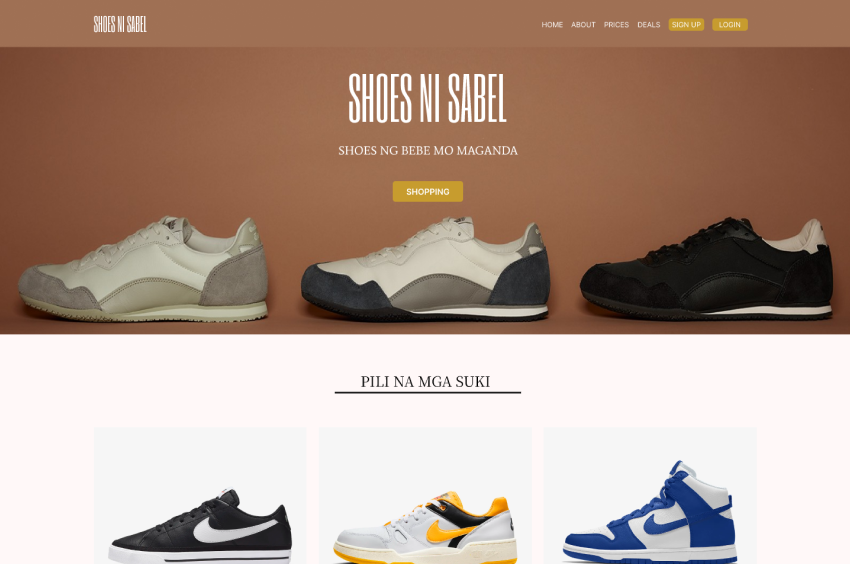 SHOES NI SABEL
HOME ABOUT PRICES DEALS SIGN UP LOGIN
SHOES NI SABEL
SHOES NG BEBE MO MAGANDA
SHOPPING
PILI NA MGA SUKI